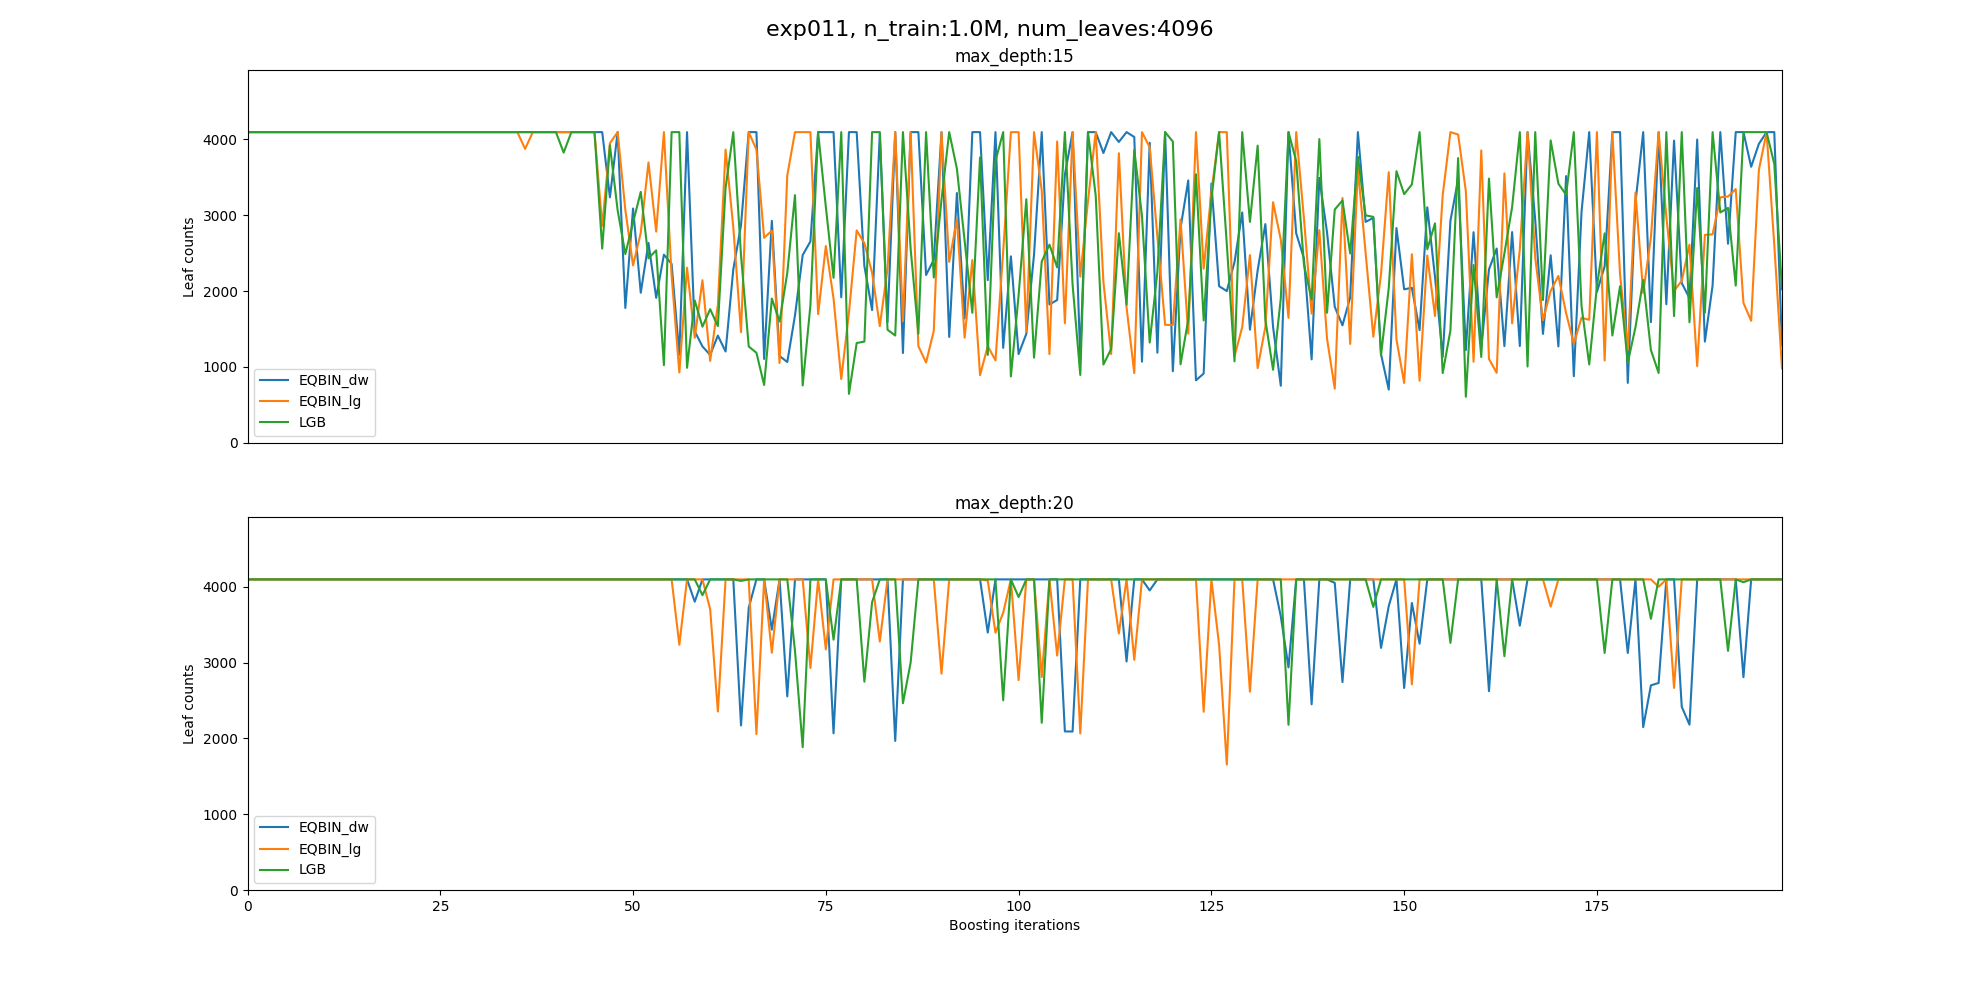 exp011, n_train:1.0M, num_leaves:4096
max_depth:15
Leaf counts
4000
3000
2000
1000
0
EQBIN_dw
EQBIN_lg
LGB
max_depth:20
Leaf counts
4000
3000
2000
1000
0
EQBIN_dw
EQBIN_lg
LGB
0 25 50 75 100 125 150 175
Boosting iterations